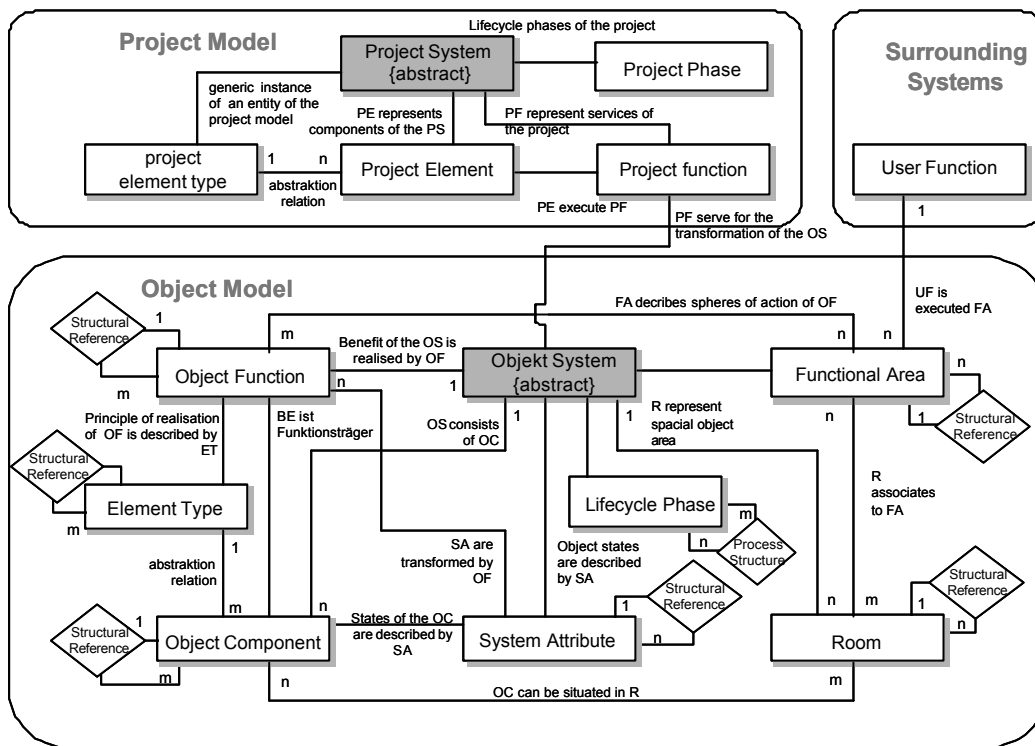 Project Model
Lifecycle phases of the project
Surrounding
Systems
Project System
{abstract}
Project Phase
generic instance
of an entity of the
project model
PE represents
components of the PS
PF represent services of
the project
project
element type
1
n
abstraktion
relation
Project Element
Project function
User Function
PE execute PF
1
PF serve for the
transformation of the OS
Object Model
FA decribes spheres of action of OF
UF is
executed FA
Structural
Reference
1
m
m
n
n
Benefit of the OS is
realised by OF
Object Function
Objekt System
{abstract}
Functional Area
n
n
1
1
1
1
n
Structural
Reference
Principle of realisation
of OF is described by
ET
BE ist
Funktionsträger
OS consists
of OC
R represent
spacial object
area
Structural
Reference
m
Element Type
Lifecycle Phase
m
n
Process
Structure
R
associates
to FA
1
abstraktion
relation
SA are
transformed by
OF
Object states
are described
by SA
Structural
Reference
1
m
m
n
Object Component
States of the OC
are described by
SA
System Attribute
Structural
Reference
1
n
Room
n
m
1
n
Structural
Reference
n
m
OC can be situated in R